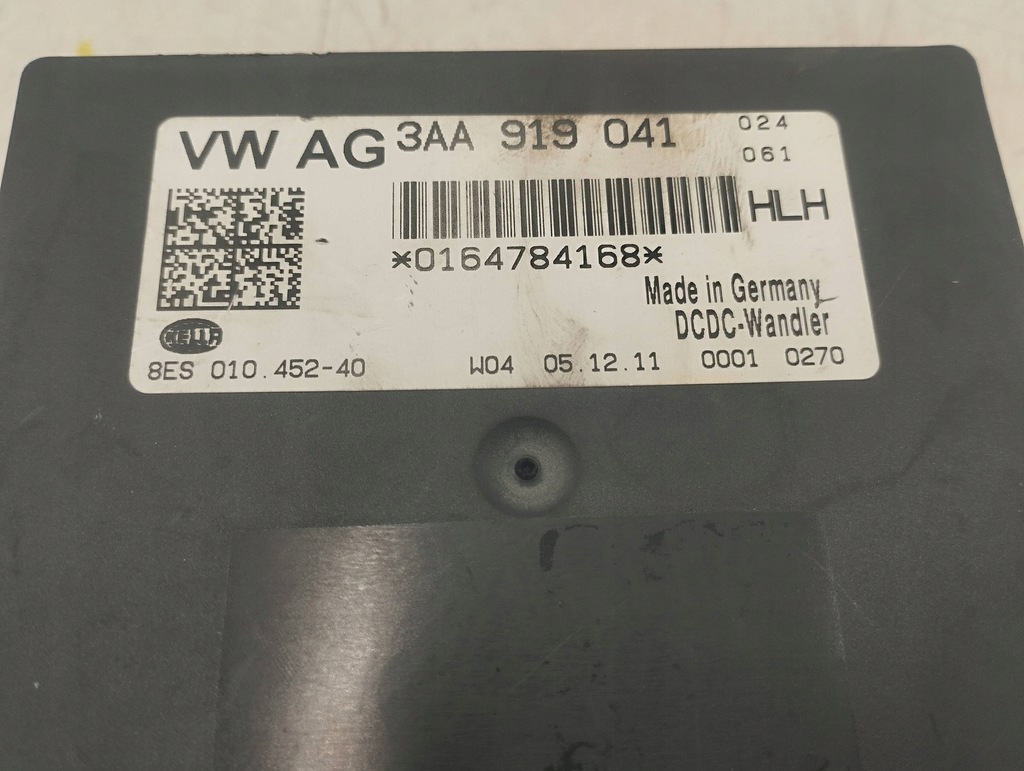 VW AG 3AA 919 041 024
061
HLH
*0164784168*
Made in Germany
DCDC-Wandler
HELLA
8ES 010.452-40 W04 05.12.11 0001 0270